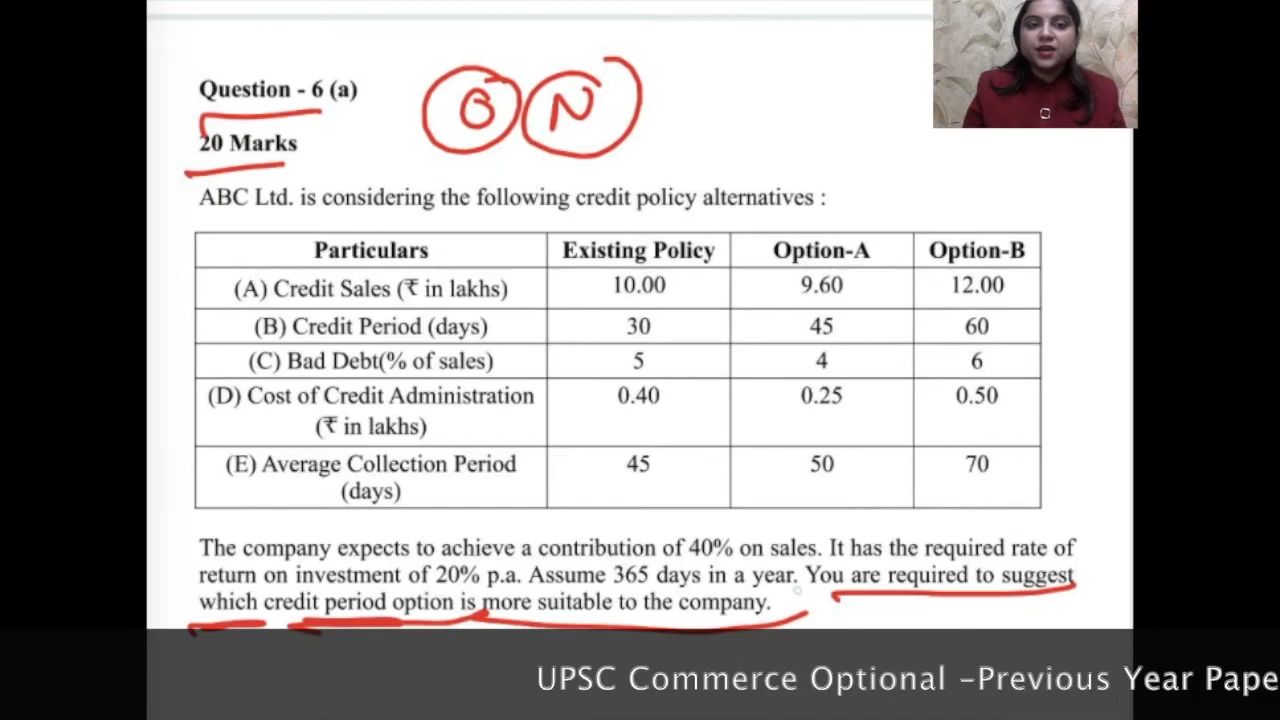 Question - 6 (a)
B N
20 Marks
ABC Ltd. is considering the following credit policy alternatives :
Particulars Existing Policy Option-A Option-B
(A) Credit Sales (₹ in lakhs) 10.00 9.60 12.00
(B) Credit Period (days) 30 45 60
(C) Bad Debt(% of sales) 5 4 6
(D) Cost of Credit Administration 0.40 0.25 0.50
(₹ in lakhs)
(E) Average Collection Period 45 50 70
(days)
The company expects to achieve a contribution of 40% on sales. It has the required rate of
return on investment of 20% p.a. Assume 365 days in a year. You are required to suggest
which credit period option is more suitable to the company.
UPSC Commerce Optional –Previous Year Pape